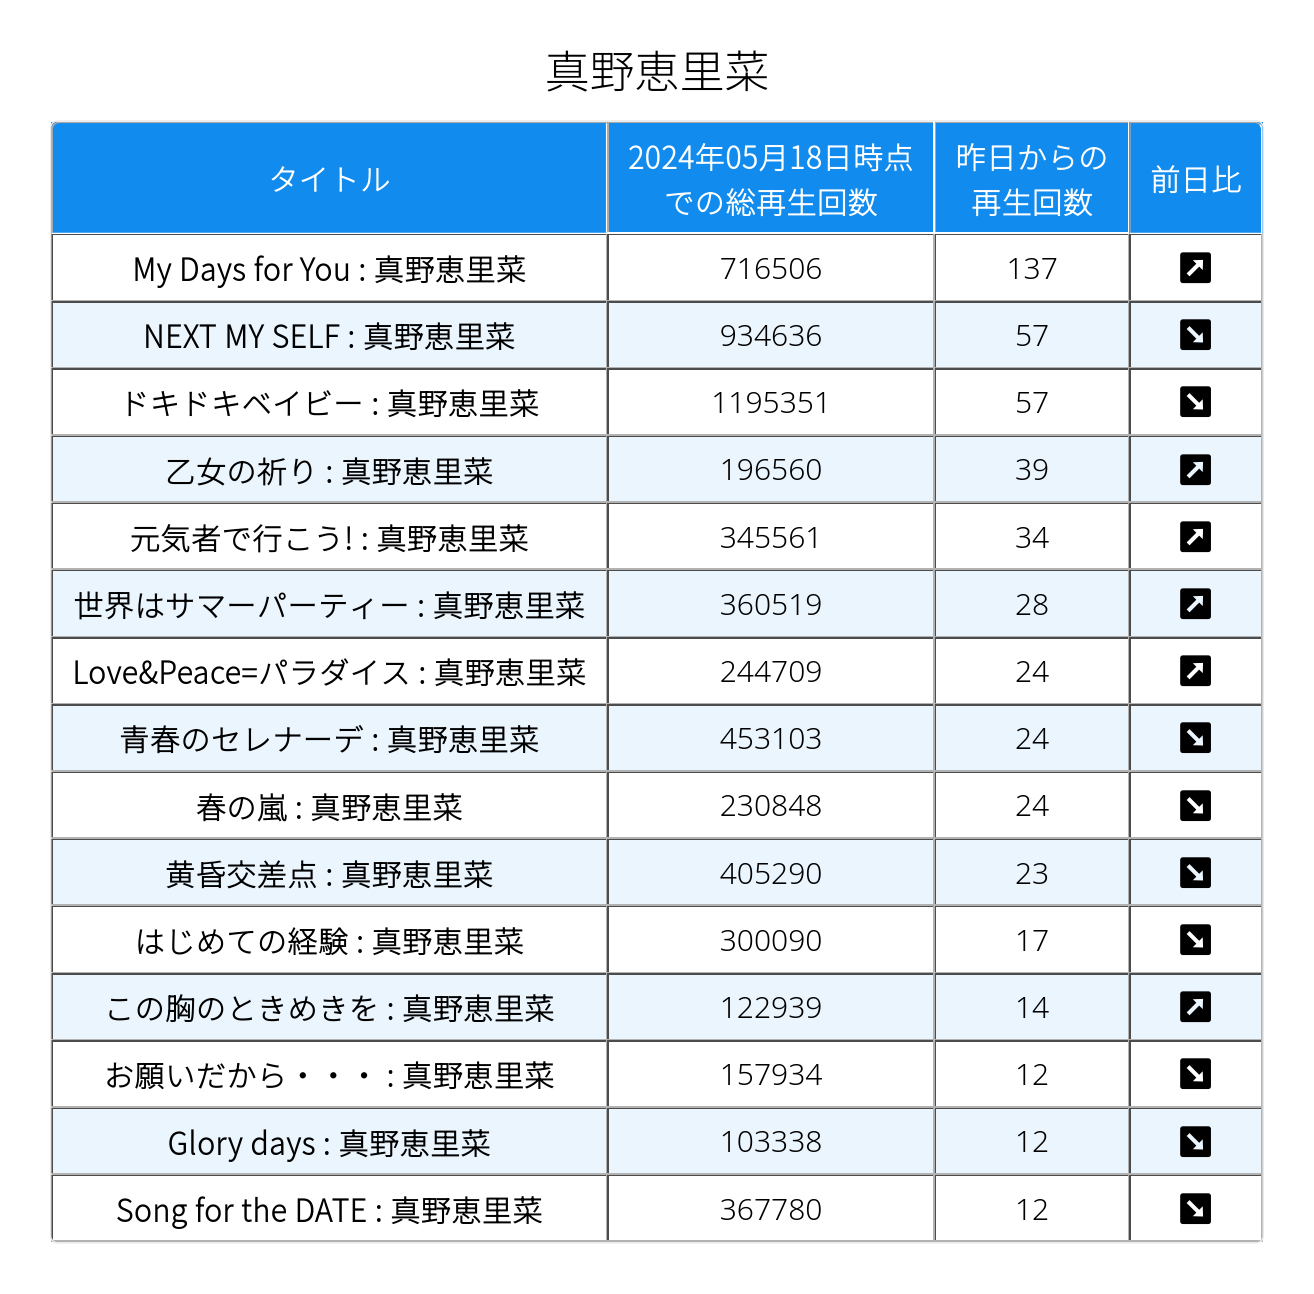 真野恵里菜
タイトル
2024年05月18日時点
での総再生回数
昨日からの
再生回数
前日比
My Days for You : 真野恵里菜 716506 137
NEXT MY SELF : 真野恵里菜 934636 57
ドキドキベイビー : 真野恵里菜 1195351 57
乙女の祈り : 真野恵里菜 196560 39
元気者で行こう! : 真野恵里菜 345561 34
世界はサマーパーティー : 真野恵里菜 360519 28
Love&Peace=パラダイス : 真野恵里菜 244709 24
青春のセレナーデ : 真野恵里菜 453103 24
春の嵐 : 真野恵里菜 230848 24
黄昏交差点 : 真野恵里菜 405290 23
はじめての経験 : 真野恵里菜 300090 17
この胸のときめきを : 真野恵里菜 122939 14
お願いだから・・・ : 真野恵里菜 157934 12
Glory days : 真野恵里菜 103338 12
Song for the DATE : 真野恵里菜 367780 12